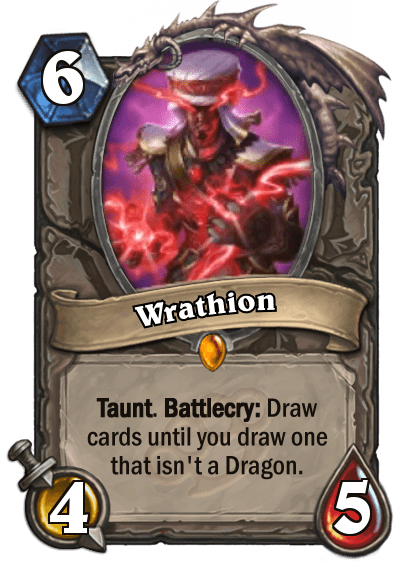 6
Wrathion
Taunt. Battlecry: Draw
cards until you draw one
that isn't a Dragon.
4
5